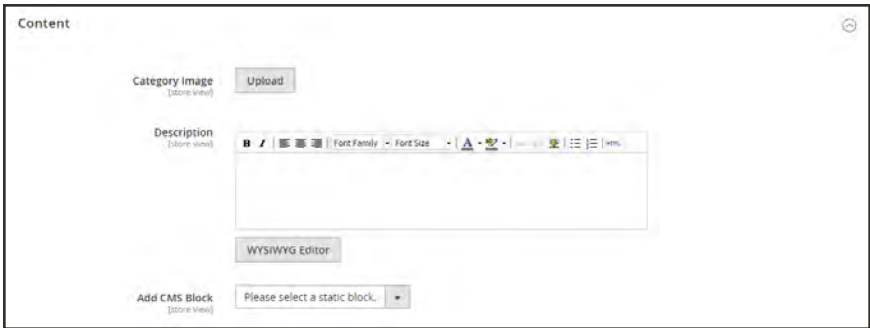 Content
Category Image
[store view]
Upload
Description
[store view]
B I Font Family Font Size A HTML
WYSIWYG Editor
Add CMS Block
[store view]
Please select a static block.